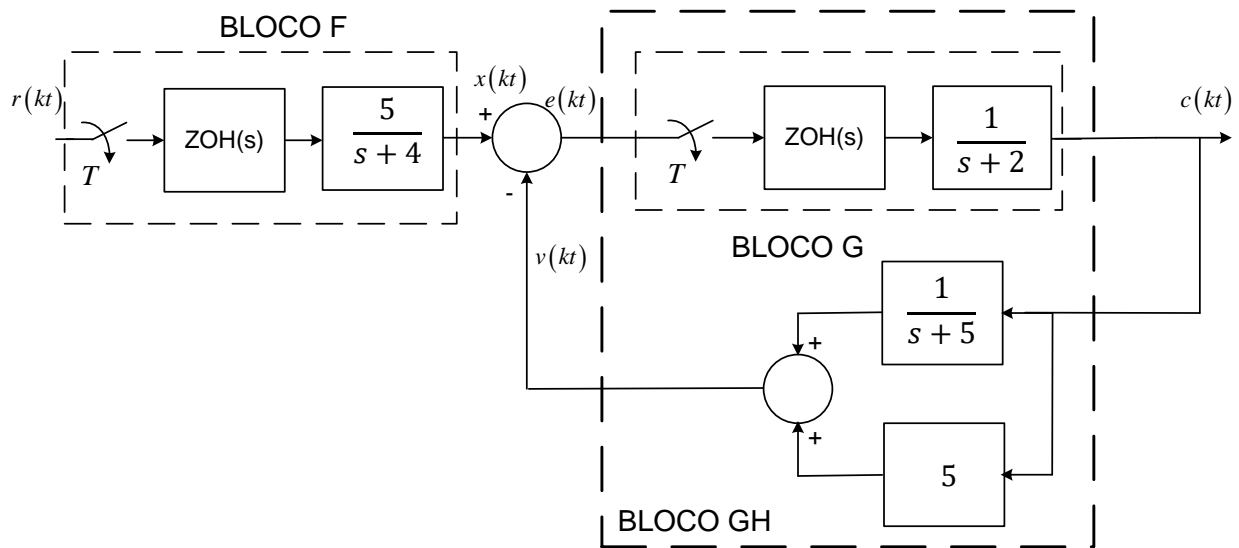 BLOCO F
r(kt)
T
ZOH(s)
5
s + 4
x(kt)
+
-
e(kt)
v(kt)
T
ZOH(s)
1
s + 2
c(kt)
BLOCO G
1
s + 5
+
+
5
BLOCO GH